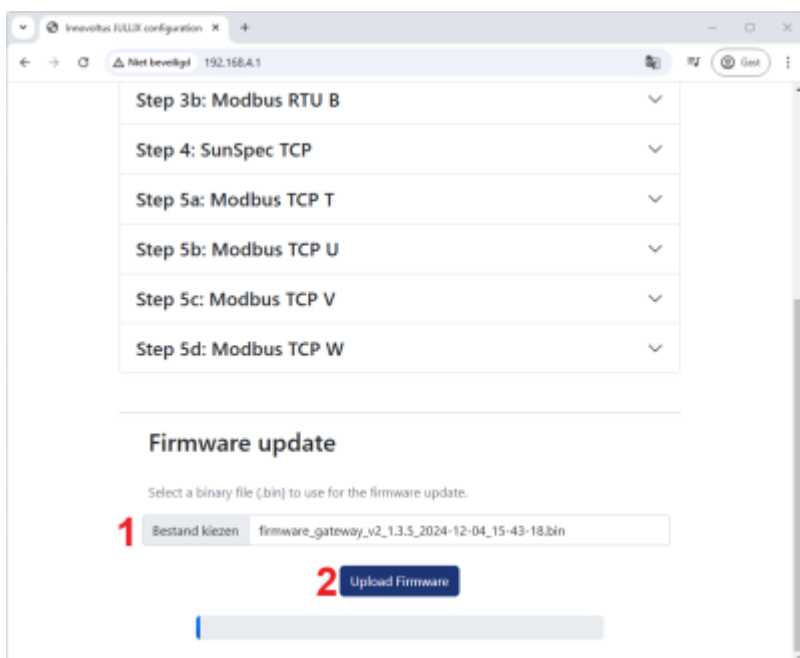 Innovoltus JULLIX configuration
Niet beveiligd 192.168.4.1
Gast
Step 3b: Modbus RTU B
Step 4: SunSpec TCP
Step 5a: Modbus TCP T
Step 5b: Modbus TCP U
Step 5c: Modbus TCP V
Step 5d: Modbus TCP W
Firmware update
Select a binary file (.bin) to use for the firmware update.
1 Bestand kiezen firmware_gateway_v2_1.3.5_2024-12-04_15-43-18.bin
2 Upload Firmware